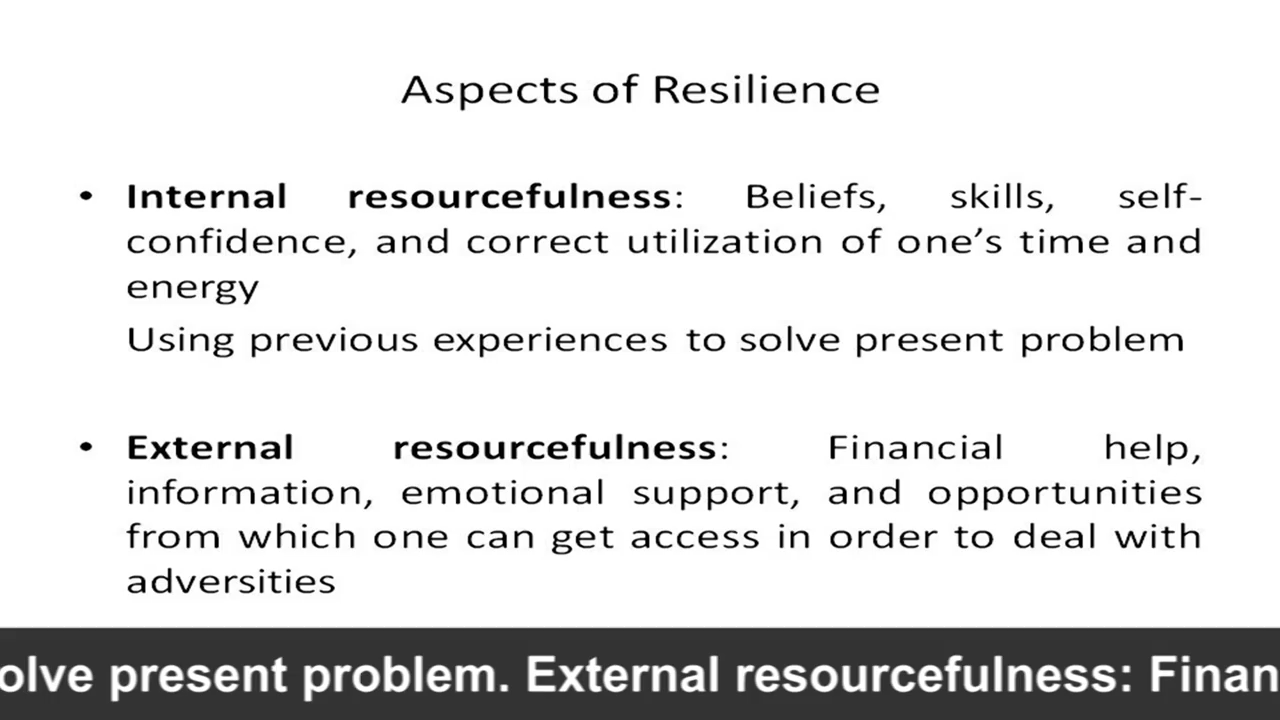 Aspects of Resilience
• Internal resourcefulness: Beliefs, skills, self-
confidence, and correct utilization of one's time and
energy
Using previous experiences to solve present problem
• External resourcefulness: Financial help,
information, emotional support, and opportunities
from which one can get access in order to deal with
adversities
olve present problem. External resourcefulness: Finan